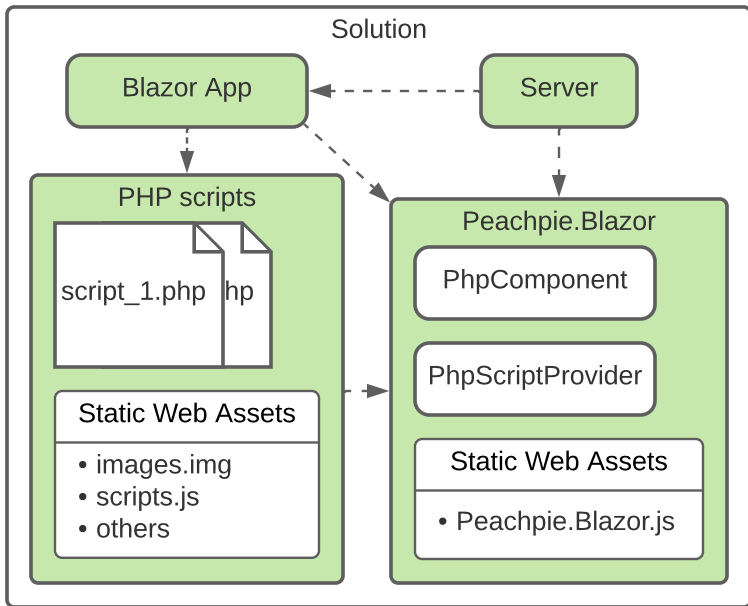 Solution
Blazor App
Server
PHP scripts
script_1.php
hp
Static Web Assets
• images.img
• scripts.js
• others
Peachpie.Blazor
PhpComponent
PhpScriptProvider
Static Web Assets
• Peachpie.Blazor.js